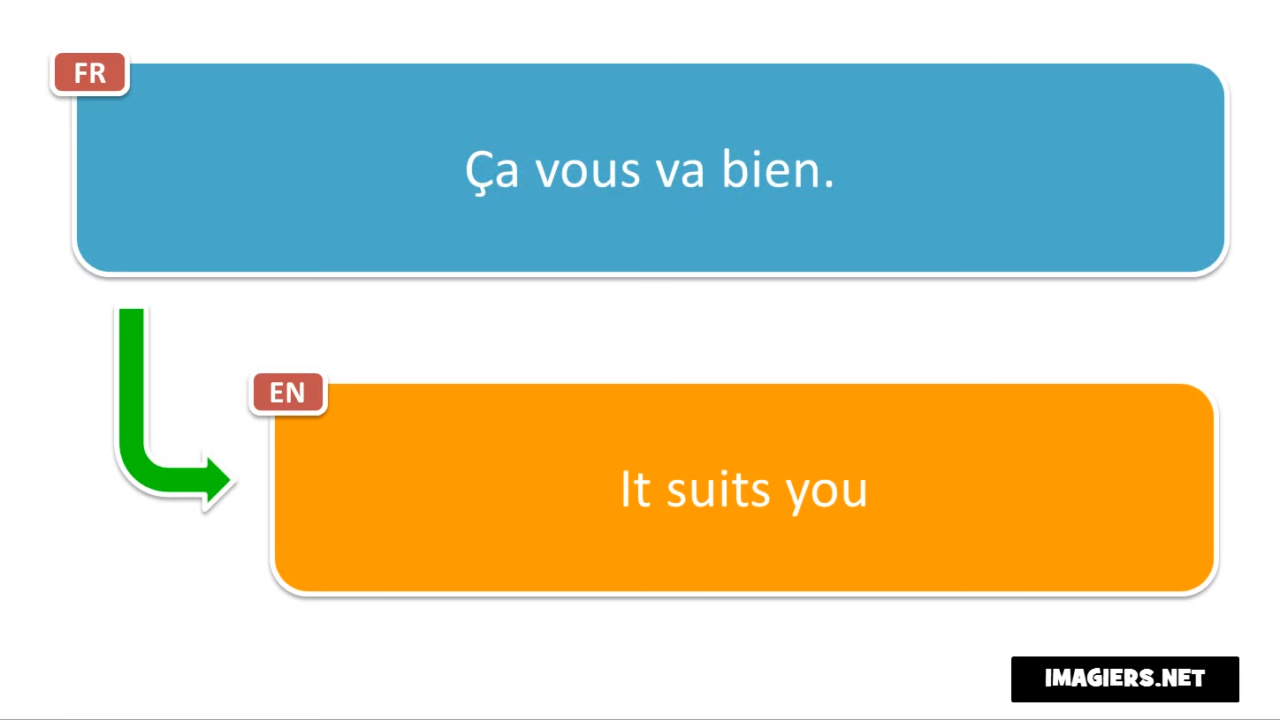 FR
Ça vous va bien.
EN
It suits you
IMAGIERS.NET